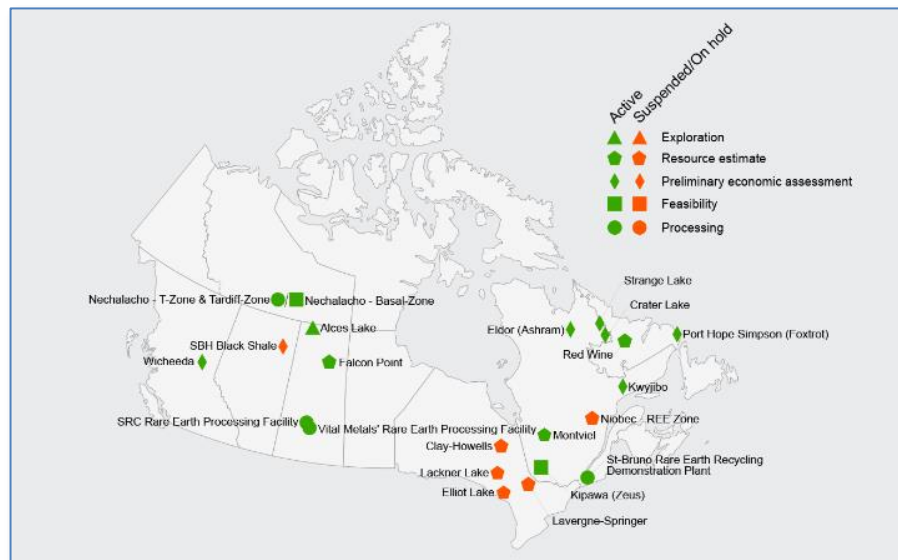 Active
Suspended/On hold
Exploration
Resource estimate
Preliminary economic assessment
Feasibility
Processing
Strange Lake
Crater Lake
Nechalacho - T-Zone & Tardiff-Zone
Nechalacho - Basal-Zone
Alces Lake
Eldor (Ashram)
Port Hope Simpson (Foxtrot)
SBH Black Shale
Red Wine
Wicheeda
Falcon Point
Kwyjibo
Niobec - REE Zone
SRC Rare Earth Processing Facility
Vital Metals' Rare Earth Processing Facility
Montviel
Clay-Howells
St-Bruno Rare Earth Recycling
Demonstration Plant
Lackner Lake
Elliot Lake
Kipawa (Zeus)
Lavergne-Springer